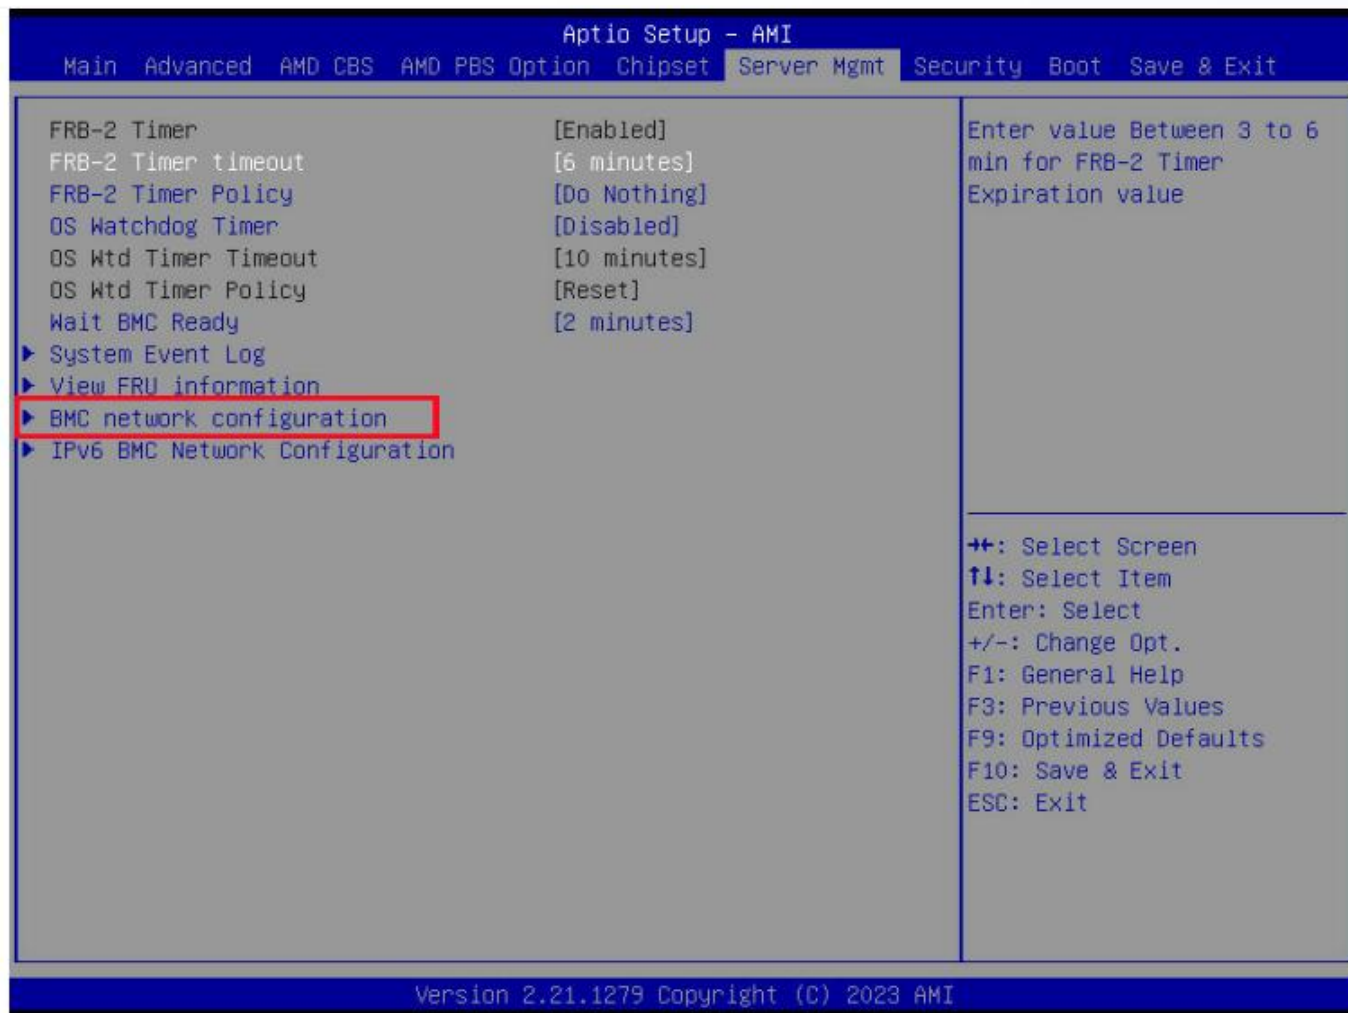 Aptio Setup – AMI
Main Advanced AMD CBS AMD PBS Option Chipset Server Mgmt Security Boot Save & Exit
FRB-2 Timer [Enabled]
FRB-2 Timer timeout [6 minutes]
FRB-2 Timer Policy [Do Nothing]
OS Watchdog Timer [Disabled]
OS Wtd Timer Timeout [10 minutes]
OS Wtd Timer Policy [Reset]
Wait BMC Ready [2 minutes]
▶ System Event Log
▶ View FRU information
▶ BMC network configuration
▶ IPv6 BMC Network Configuration
Enter value Between 3 to 6
min for FRB-2 Timer
Expiration value
→←: Select Screen
↑↓: Select Item
Enter: Select
+/-: Change Opt.
F1: General Help
F3: Previous Values
F9: Optimized Defaults
F10: Save & Exit
ESC: Exit
Version 2.21.1279 Copyright (C) 2023 AMI